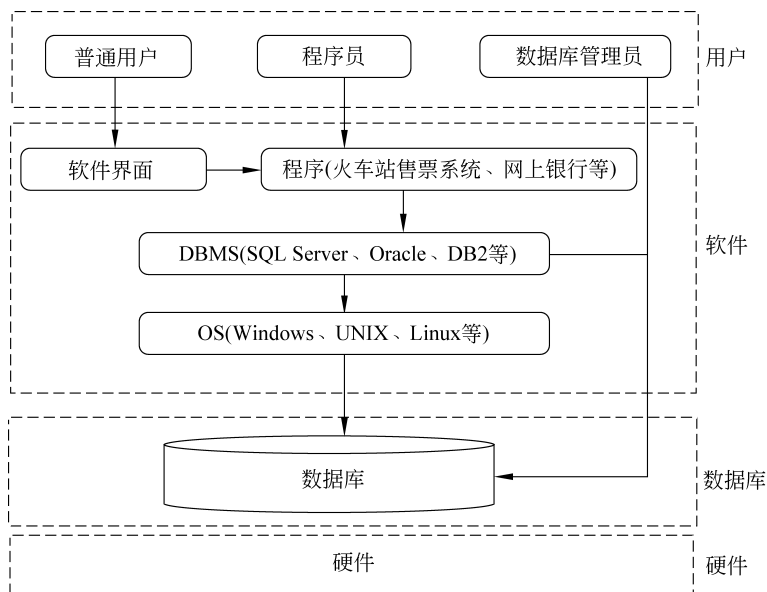 普通用户
程序员
数据库管理员
用户
软件界面
程序(火车站售票系统、网上银行等)
DBMS(SQL Server、Oracle、DB2等)
软件
OS(Windows、UNIX、Linux等)
数据库
数据库
硬件
硬件